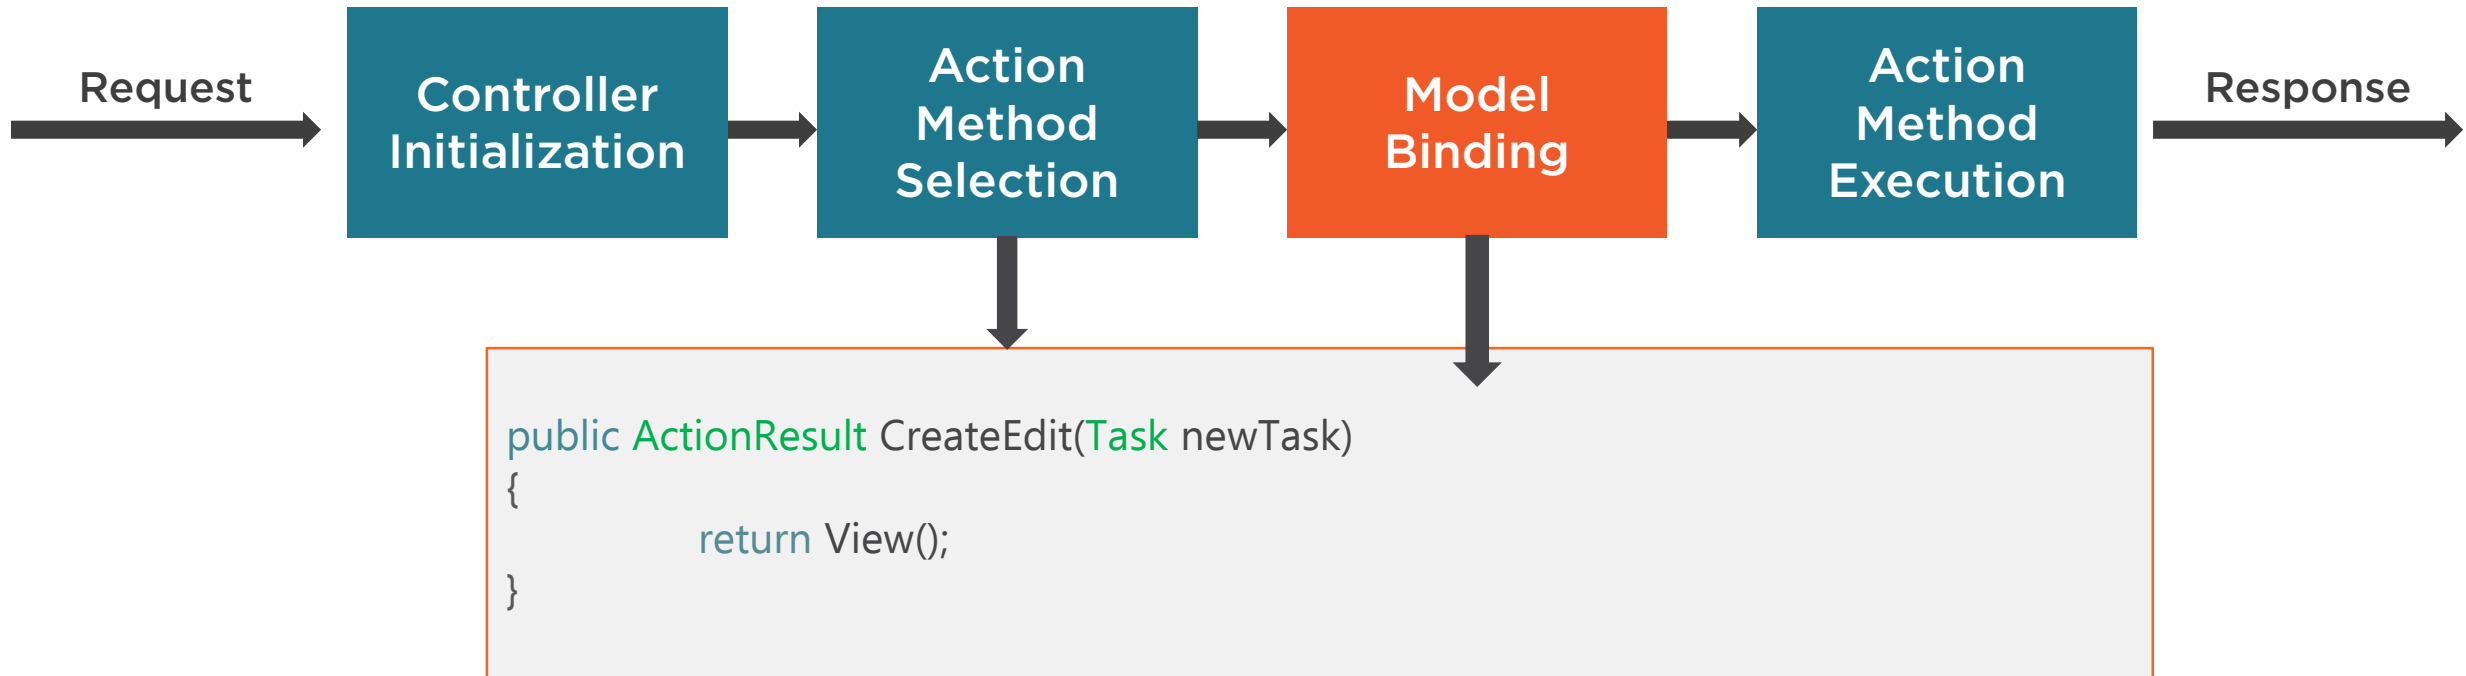 Request
Controller
Initialization
Action
Method
Selection
Model
Binding
Action
Method
Execution
Response
public ActionResult CreateEdit(Task newTask)
{
return View();
}